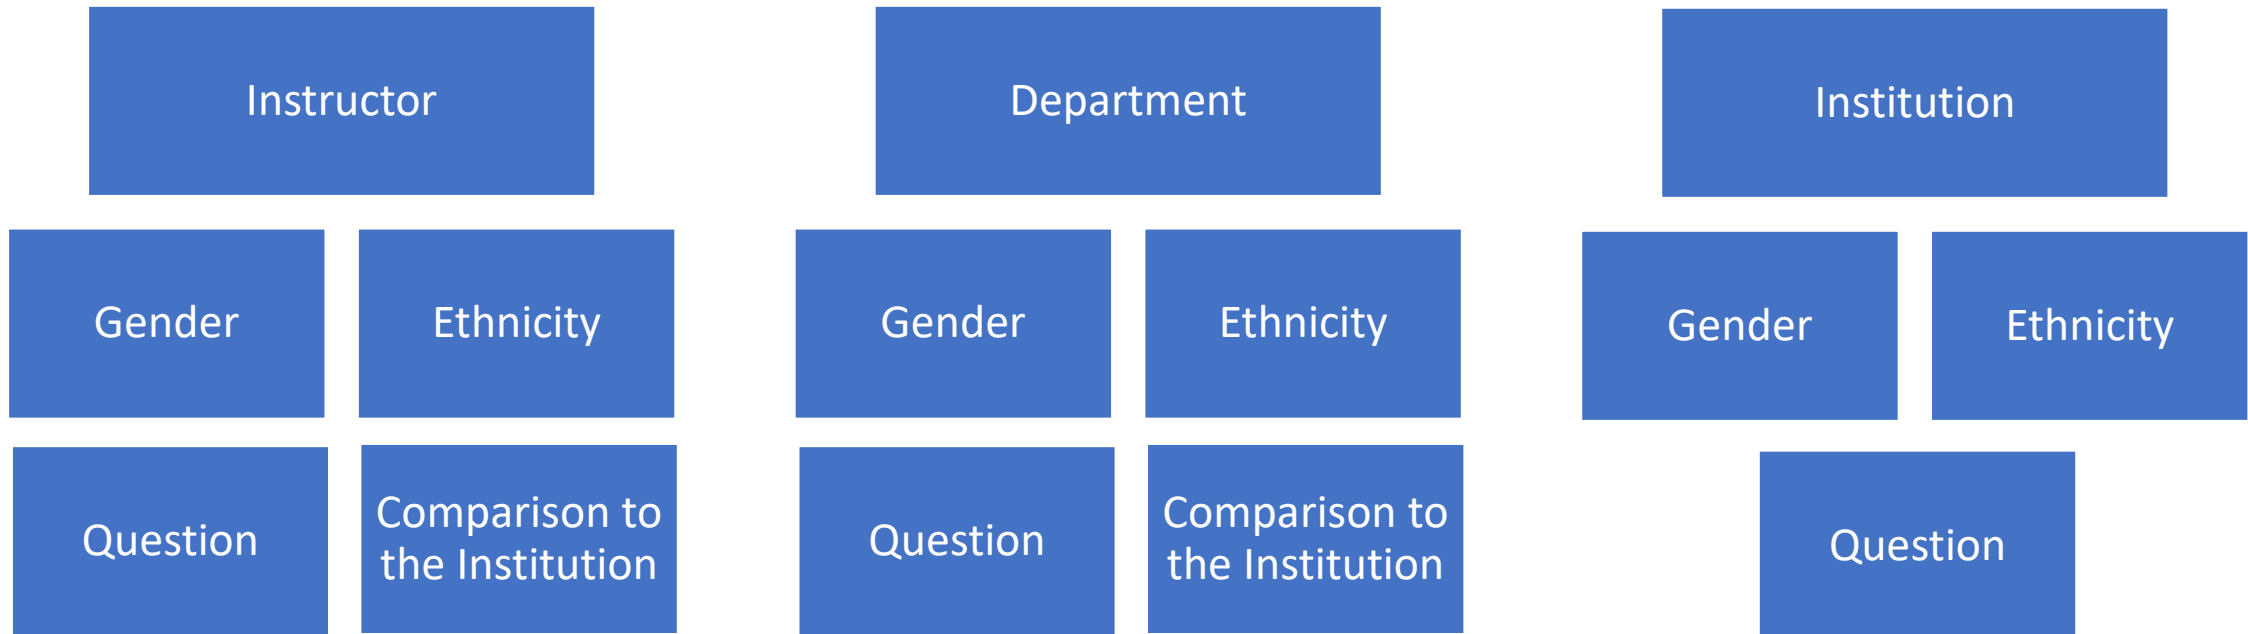 Instructor
Department
Institution
Gender
Ethnicity
Gender
Ethnicity
Gender
Ethnicity
Question
Comparison to
the Institution
Question
Comparison to
the Institution
Question